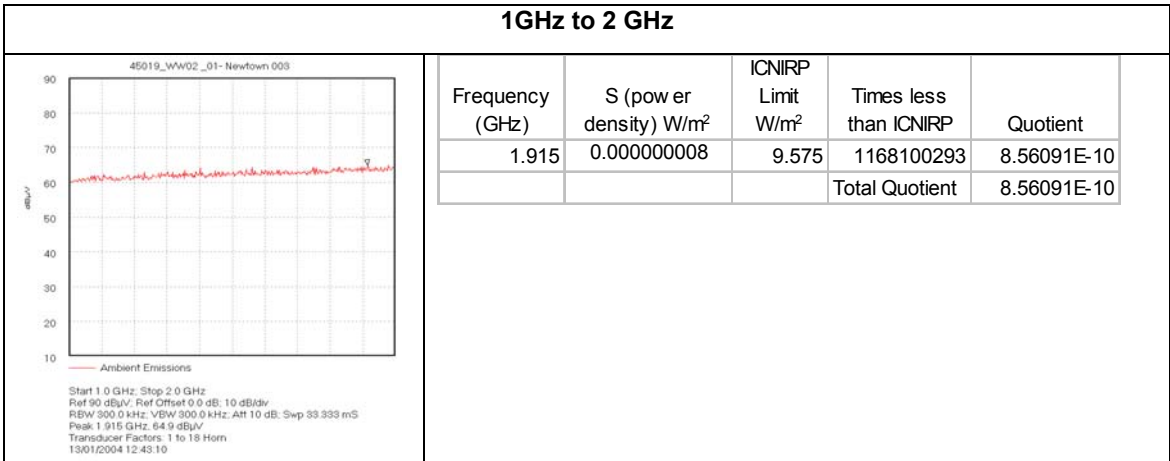 1GHz to 2 GHz
45019_WW02 _01- Newtown 003
90
80
70
60
50
40
30
20
10
dBµV
Ambient Emissions
Start 1.0 GHz; Stop 2.0 GHz
Ref 90 dBµV; Ref Offset 0.0 dB; 10 dB/div
RBW 300.0 kHz; VBW 300.0 kHz; Att 10 dB; Swp 33.333 mS
Peak 1.915 GHz, 64.9 dBµV
Transducer Factors: 1 to 18 Horn
13/01/2004 12:43:10
Frequency (GHz) S (pow er density) W/m² ICNIRP Limit W/m² Times less than ICNIRP Quotient
1.915 0.000000008 9.575 1168100293 8.56091E-10
Total Quotient 8.56091E-10